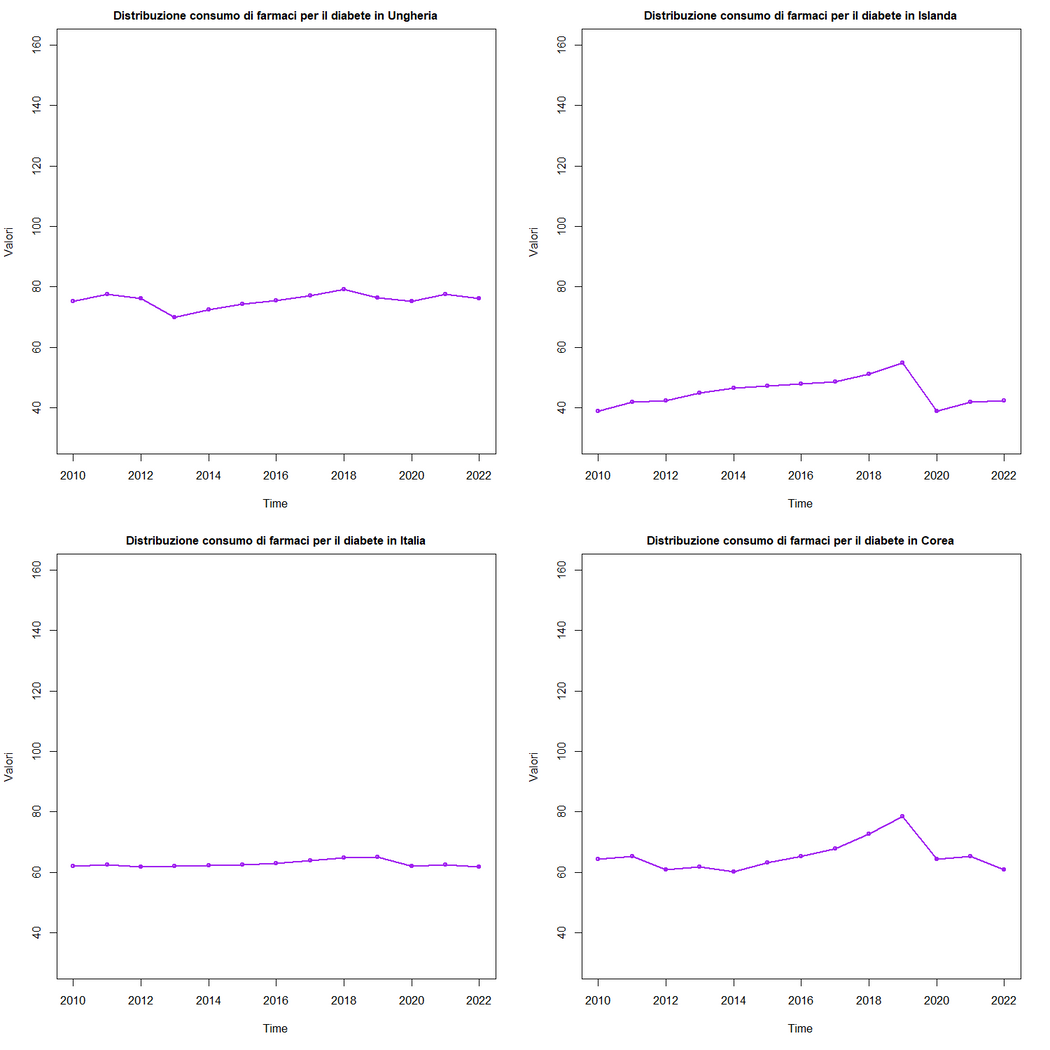 Distribuzione consumo di farmaci per il diabete in Ungheria
Valori
160
140
120
100
80
60
40
2010 2012 2014 2016 2018 2020 2022
Time
Distribuzione consumo di farmaci per il diabete in Islanda
Valori
160
140
120
100
80
60
40
2010 2012 2014 2016 2018 2020 2022
Time
Distribuzione consumo di farmaci per il diabete in Italia
Valori
160
140
120
100
80
60
40
2010 2012 2014 2016 2018 2020 2022
Time
Distribuzione consumo di farmaci per il diabete in Corea
Valori
160
140
120
100
80
60
40
2010 2012 2014 2016 2018 2020 2022
Time